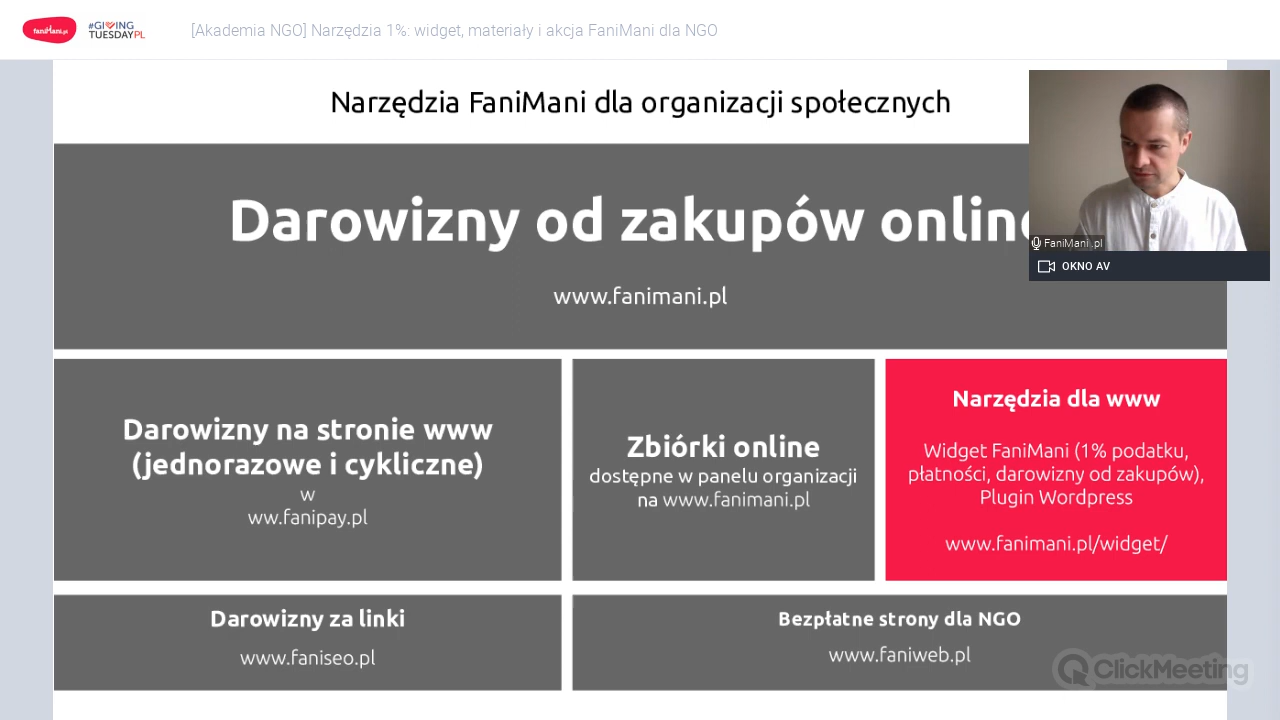 faniMani.pl
#GIVING
TUESDAYPL
[Akademia NGO] Narzędzia 1%: widget, materiały i akcja FaniMani dla NGO
Narzędzia FaniMani dla organizacji społecznych
Darowizny od zakupów online
www.fanimani.pl
FaniMani .pl
OKNO AV
Darowizny na stronie www
(jednorazowe i cykliczne)
w
ww.fanipay.pl
Zbiórki online
dostępne w panelu organizacji
na www.fanimani.pl
Narzędzia dla www
Widget FaniMani (1% podatku,
płatności, darowizny od zakupów),
Plugin Wordpress
www.fanimani.pl/widget/
Darowizny za linki
www.faniseo.pl
Bezpłatne strony dla NGO
www.faniweb.pl
ClickMeeting